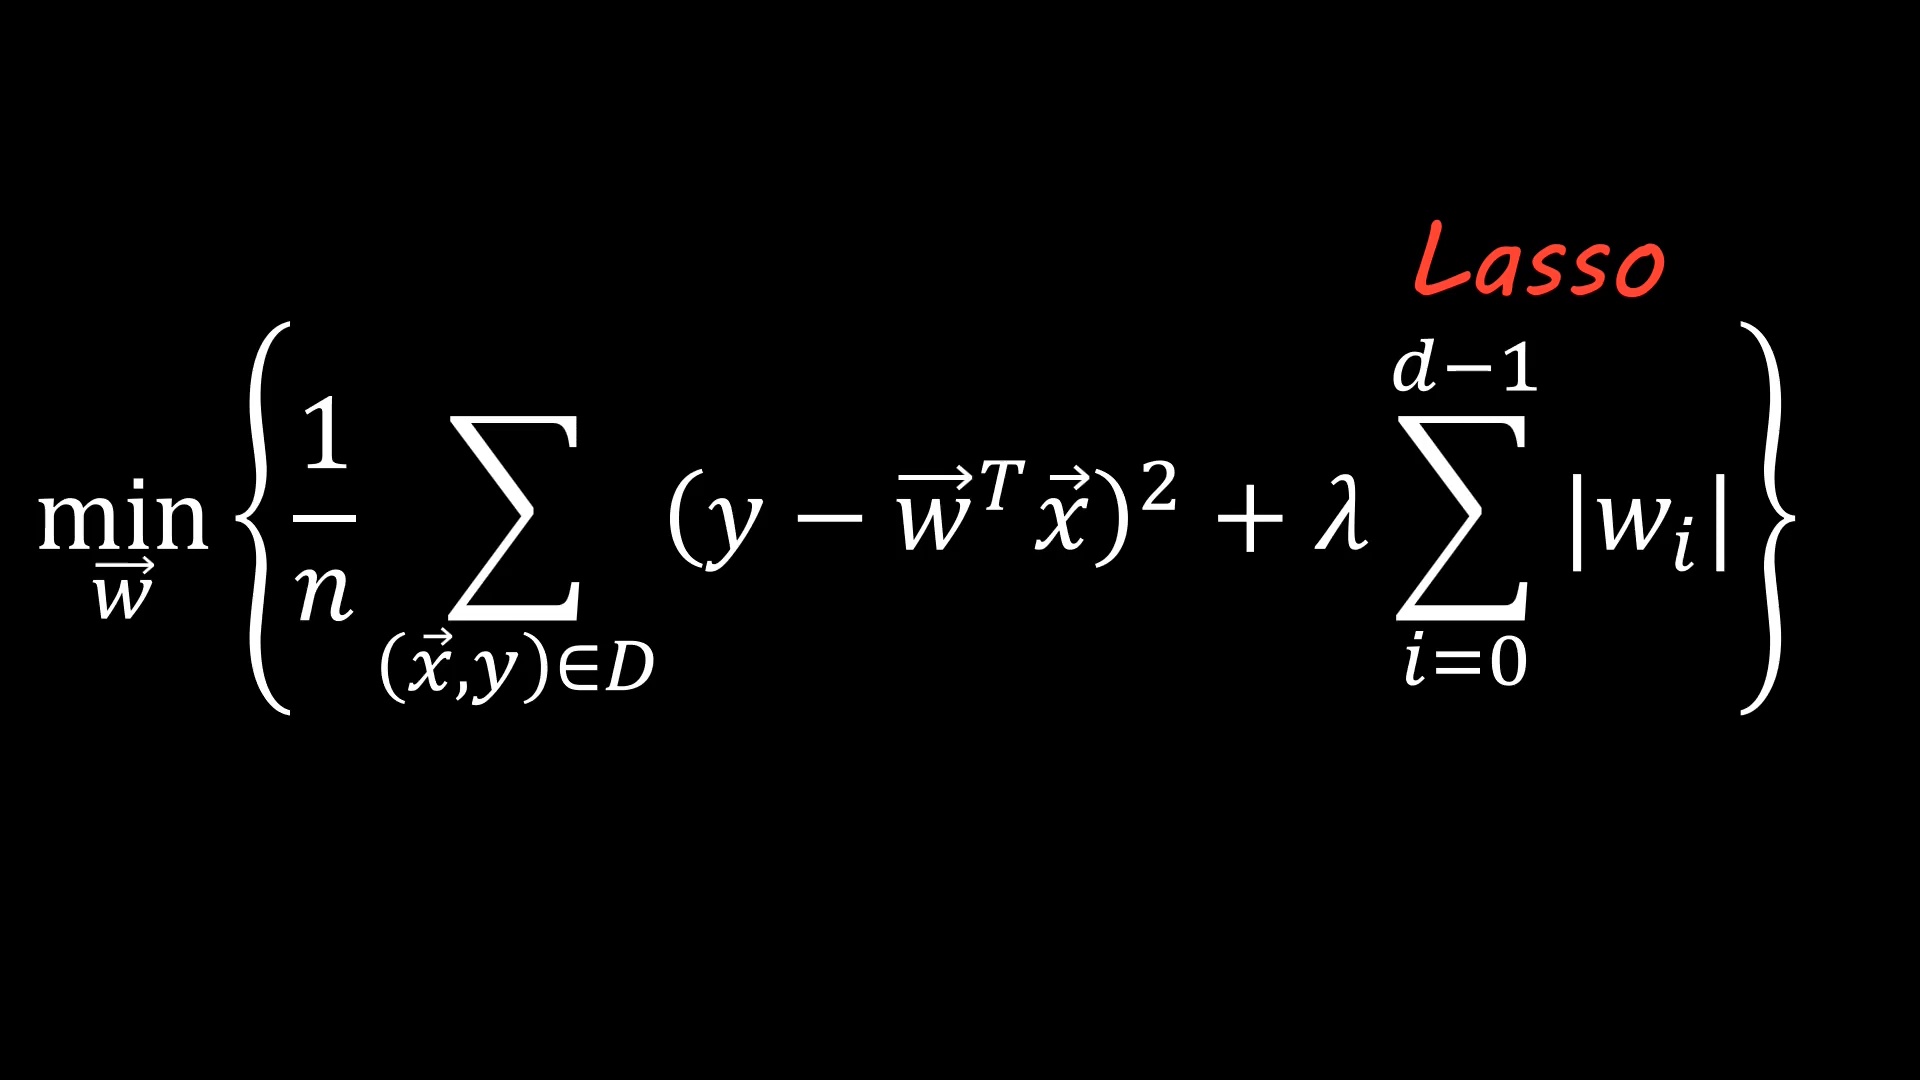 Lasso
$\min_{\vec{w}} \left\{ \frac{1}{n} \sum_{(\vec{x},y) \in D} (y - \vec{w}^T \vec{x})^2 + \lambda \sum_{i=0}^{d-1} |w_i| \right\}$